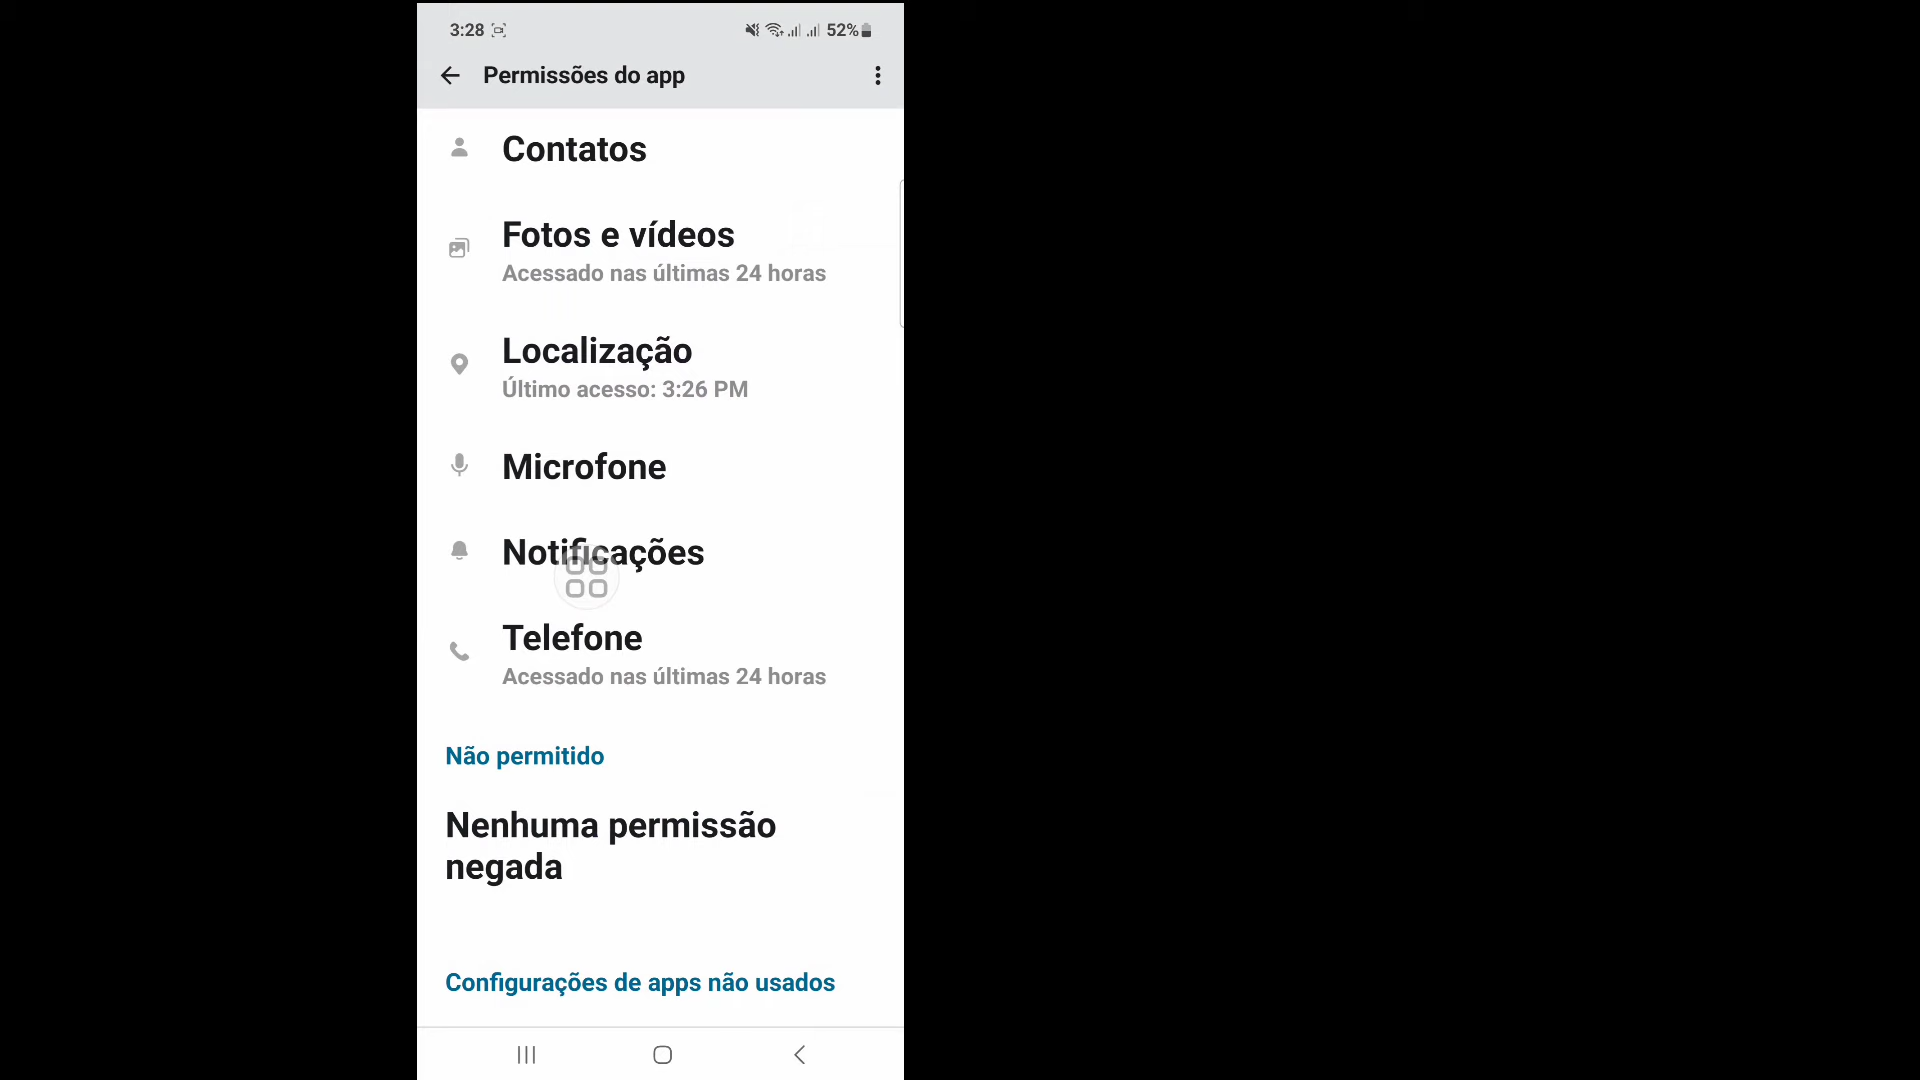 3:28
52%
Permissões do app
Contatos
Fotos e vídeos
Acessado nas últimas 24 horas
Localização
Último acesso: 3:26 PM
Microfone
Notificações
Telefone
Acessado nas últimas 24 horas
Não permitido
Nenhuma permissão
negada
Configurações de apps não usados